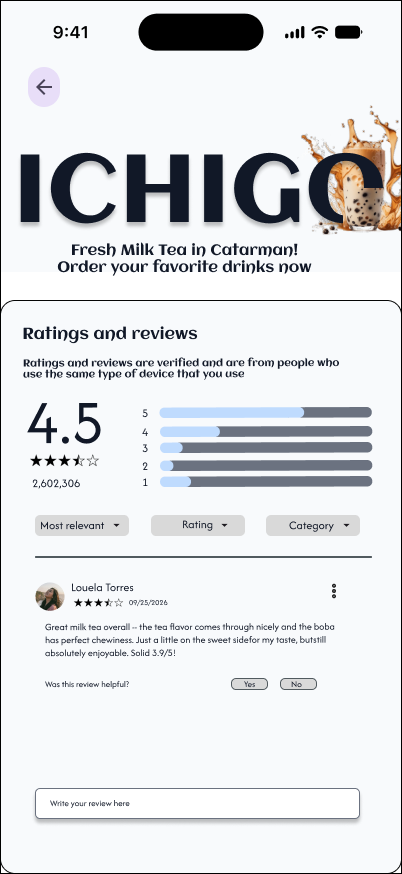 9:41
ICHIGO
Fresh Milk Tea in Catarman!
Order your favorite drinks now
Ratings and reviews
Ratings and reviews are verified and are from people who
use the same type of device that you use
4.5
2,602,306
5
4
3
2
1
Most relevant
Rating
Category
Louela Torres
09/25/2026
Great milk tea overall – the tea flavor comes through nicely and the boba
has perfect chewiness. Just a little on the sweet sidefor my taste, butstill
absolutely enjoyable. Solid 3.9/5!
Was this review helpful?
Yes
No
Write your review here